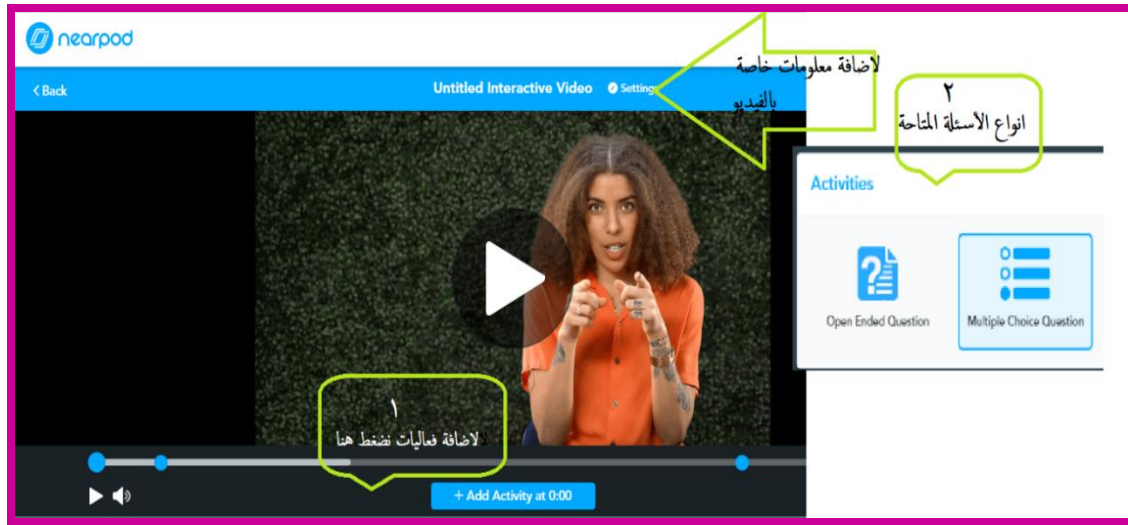 nearpod
< Back
Untitled Interactive Video
Settings
لاضافة معلومات خاصة
بالفيديو
٢
انواع الأسئلة المتاحة
Activities
Open Ended Question
Multiple Choice Question
١
لاضافة فعاليات نضغط هنا
+ Add Activity at 0:00